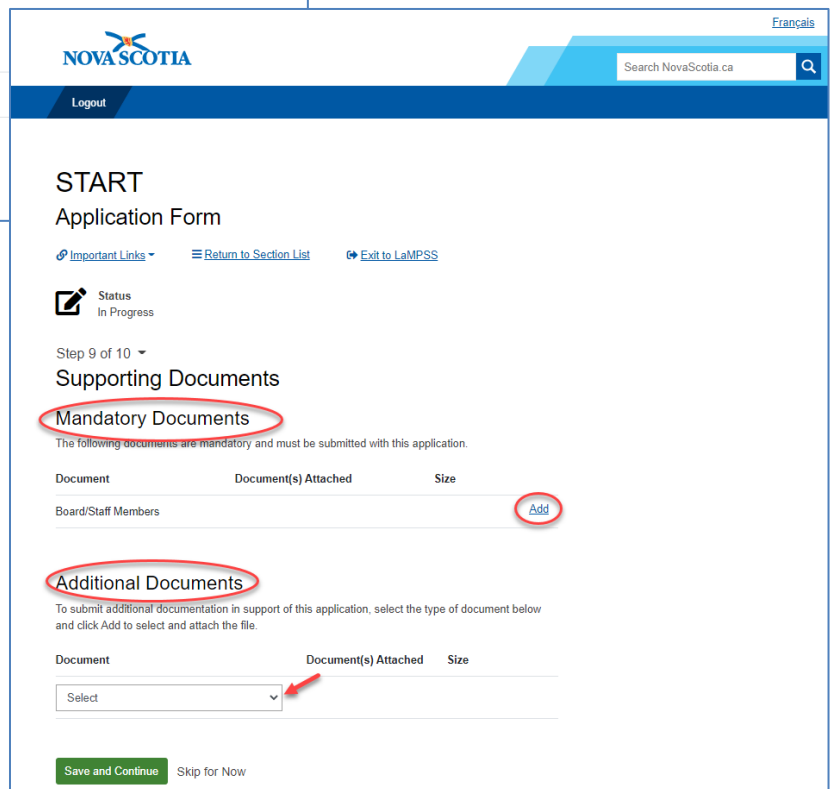 Français
NOVA SCOTIA
Search NovaScotia.ca
Logout
START
Application Form
Important Links
Return to Section List
Exit to LaMPSS
Status
In Progress
Step 9 of 10
Supporting Documents
Mandatory Documents
The following documents are mandatory and must be submitted with this application.
Document Document(s) Attached Size
Board/Staff Members Add
Additional Documents
To submit additional documentation in support of this application, select the type of document below
and click Add to select and attach the file.
Document Document(s) Attached Size
Select
Save and Continue Skip for Now